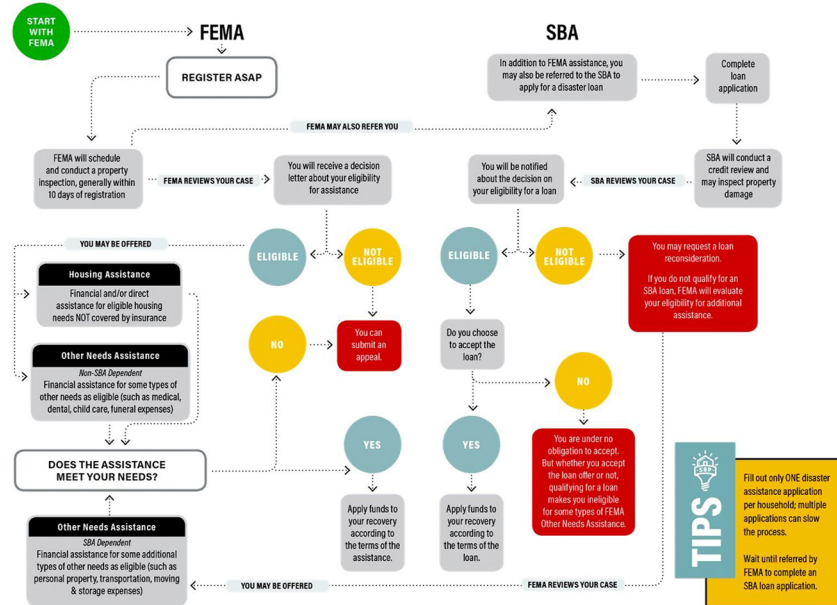 START
WITH
FEMA
FEMA
SBA
REGISTER ASAP
In addition to FEMA assistance, you
may also be referred to the SBA to
apply for a disaster loan
Complete
loan
application
FEMA MAY ALSO REFER YOU
FEMA will schedule
and conduct a property
inspection, generally within
10 days of registration
FEMA REVIEWS YOUR CASE
You will receive a decision
letter about your eligibility
for assistance
You will be notified
about the decision on
your eligibility for a loan
SBA REVIEWS YOUR CASE
SBA will conduct a
credit review and
may inspect property
damage
YOU MAY BE OFFERED
ELIGIBLE
NOT
ELIGIBLE
ELIGIBLE
NOT
ELIGIBLE
You may request a loan
reconsideration.
If you do not qualify for an
SBA loan, FEMA will evaluate
your eligibility for additional
assistance.
Housing Assistance
Financial and/or direct
assistance for eligible housing
needs NOT covered by insurance
NO
You can
submit an
appeal.
Do you choose
to accept the
loan?
Other Needs Assistance
Non-SBA Dependent
Financial assistance for some types of
other needs as eligible (such as medical,
dental, child care, funeral expenses)
NO
DOES THE ASSISTANCE
MEET YOUR NEEDS?
YES
YES
You are under no
obligation to accept.
But whether you accept
the loan offer or not,
qualifying for a loan
makes you ineligible
for some types of FEMA
Other Needs Assistance.
Apply funds to
your recovery
according to
the terms of the
assistance.
Apply funds to
your recovery
according to
the terms of the
loan.
Other Needs Assistance
SBA Dependent
Financial assistance for some additional
types of other needs as eligible (such as
personal property, transportation, moving
& storage expenses)
YOU MAY BE OFFERED
FEMA REVIEWS YOUR CASE
SBP
TIPS
Fill out only ONE disaster
assistance application
per household; multiple
applications can slow
the process.
Wait until referred by
FEMA to complete an
SBA loan application.